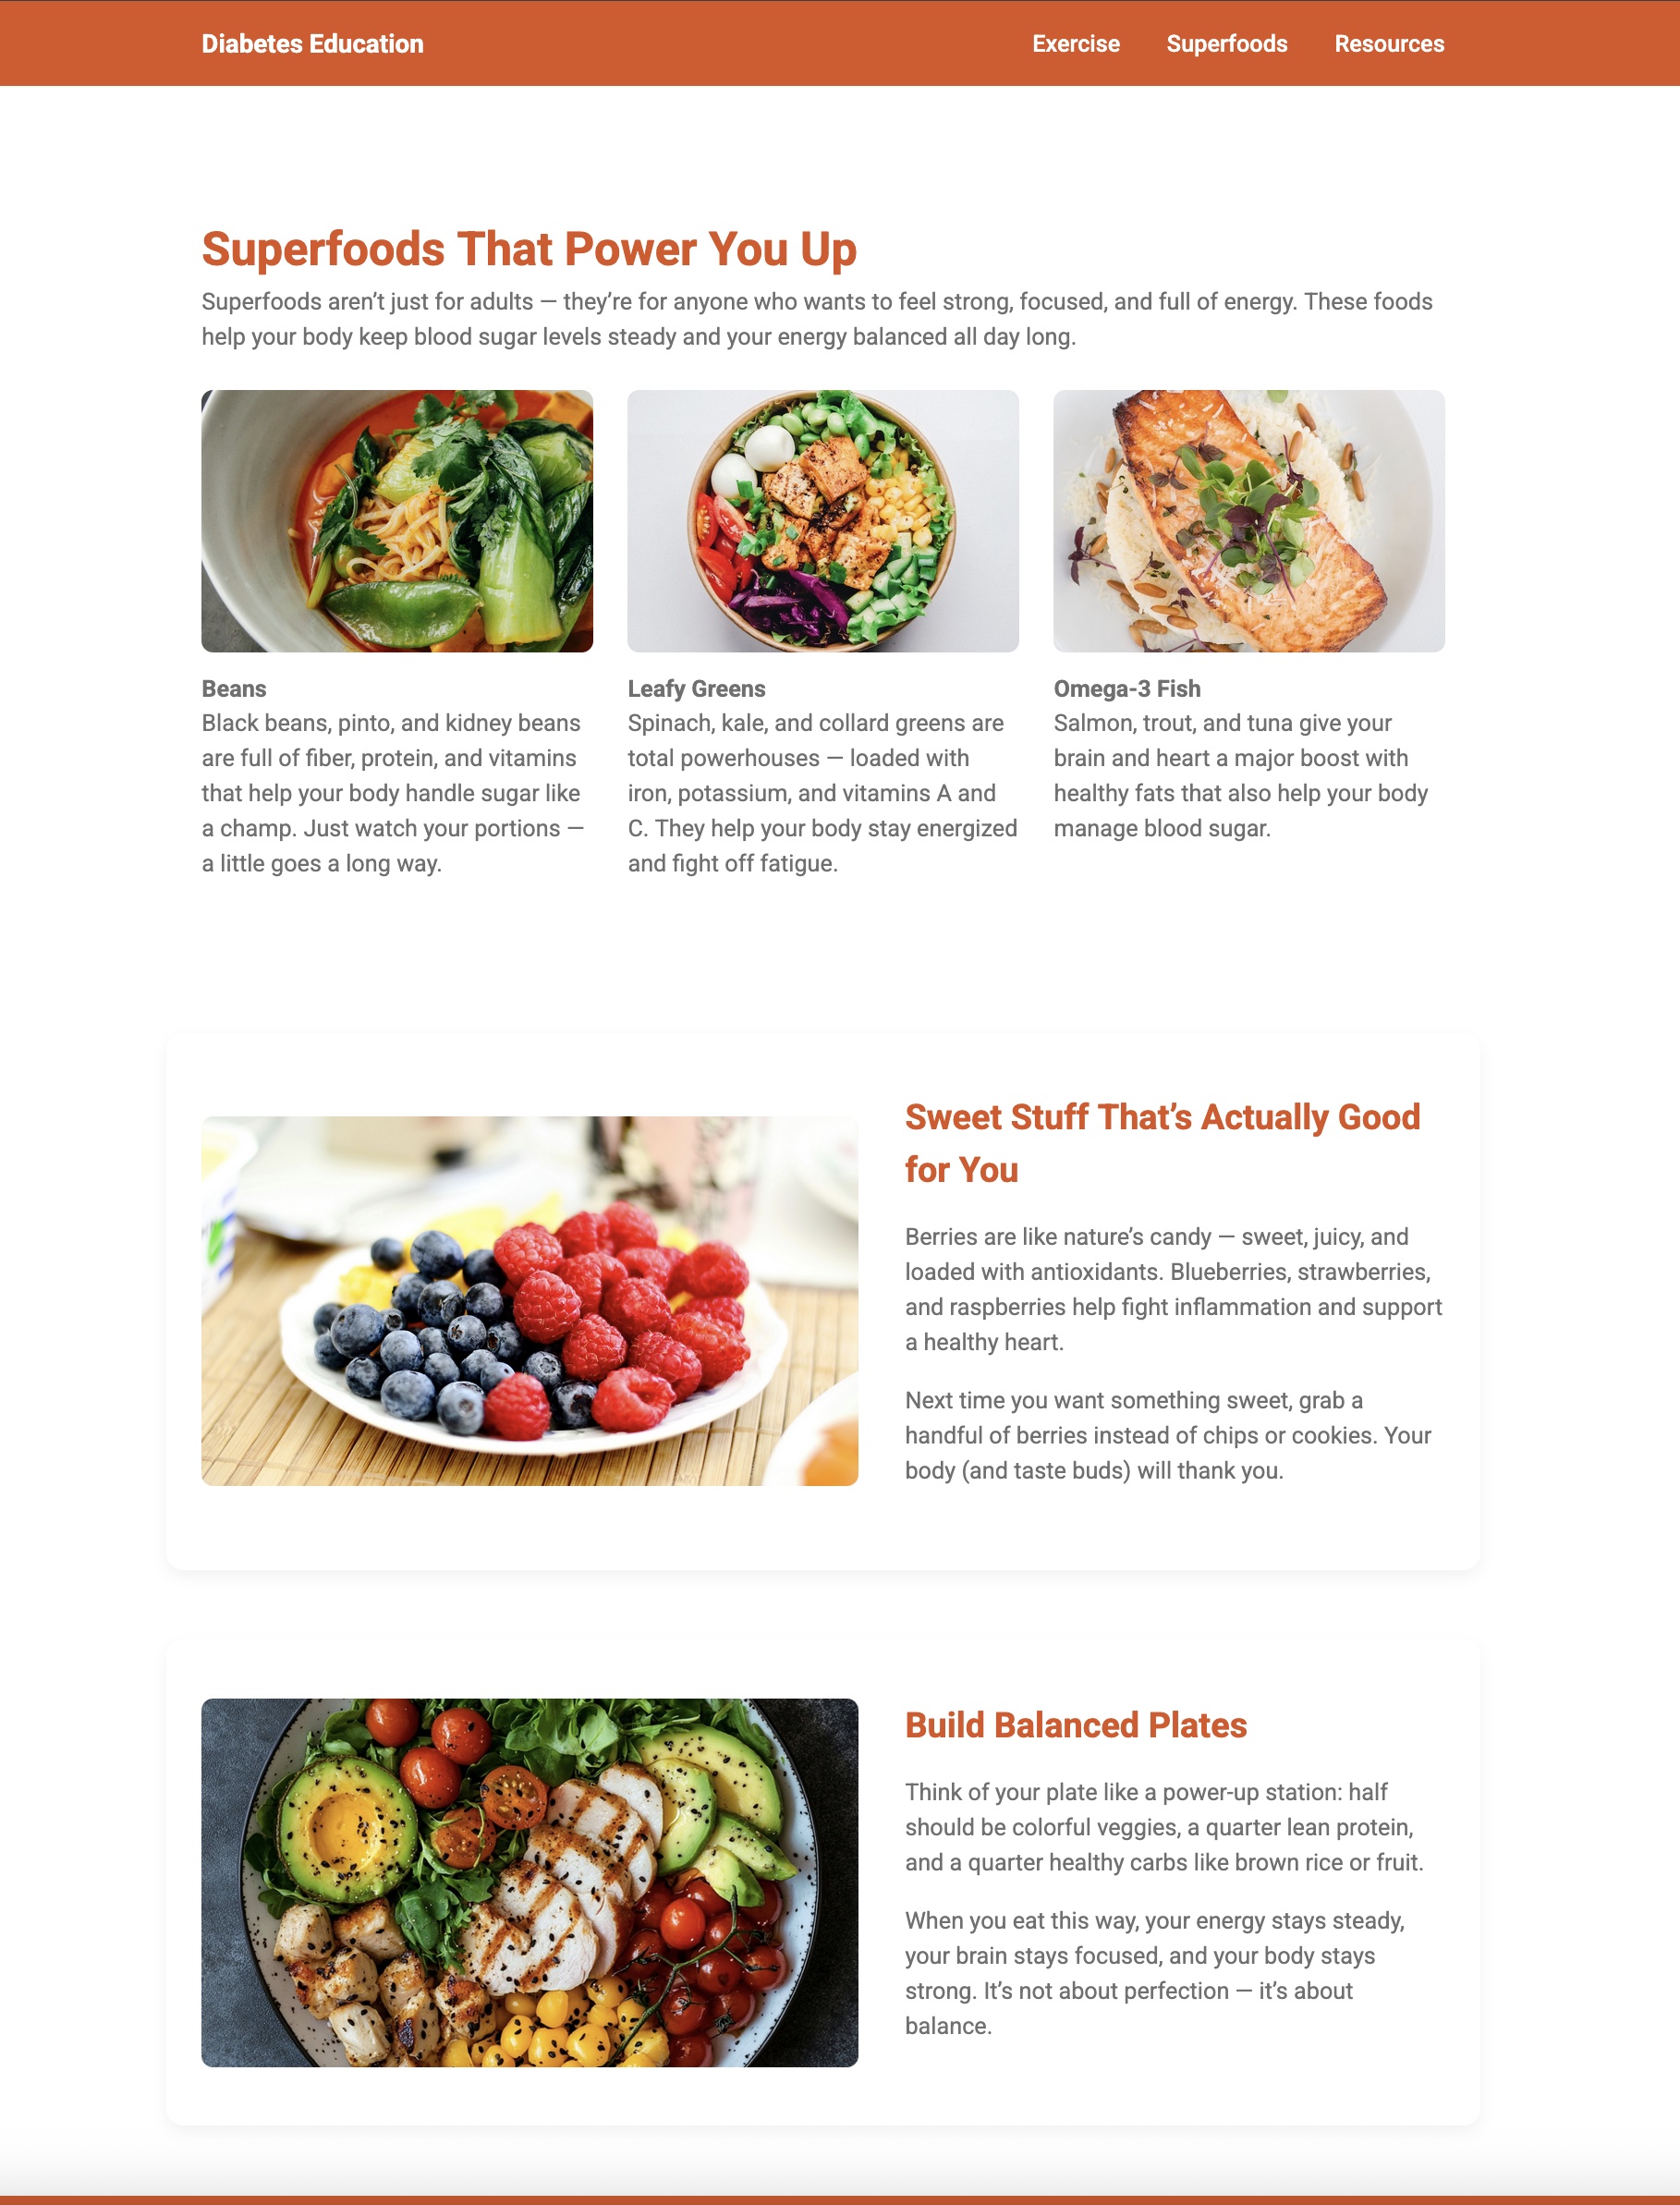 Diabetes Education
Exercise
Superfoods
Resources
Superfoods That Power You Up
Superfoods aren’t just for adults — they’re for anyone who wants to feel strong, focused, and full of energy. These foods
help your body keep blood sugar levels steady and your energy balanced all day long.
Beans
Black beans, pinto, and kidney beans
are full of fiber, protein, and vitamins
that help your body handle sugar like
a champ. Just watch your portions —
a little goes a long way.
Leafy Greens
Spinach, kale, and collard greens are
total powerhouses — loaded with
iron, potassium, and vitamins A and
C. They help your body stay energized
and fight off fatigue.
Omega-3 Fish
Salmon, trout, and tuna give your
brain and heart a major boost with
healthy fats that also help your body
manage blood sugar.
Sweet Stuff That’s Actually Good
for You
Berries are like nature’s candy — sweet, juicy, and
loaded with antioxidants. Blueberries, strawberries,
and raspberries help fight inflammation and support
a healthy heart.
Next time you want something sweet, grab a
handful of berries instead of chips or cookies. Your
body (and taste buds) will thank you.
Build Balanced Plates
Think of your plate like a power-up station: half
should be colorful veggies, a quarter lean protein,
and a quarter healthy carbs like brown rice or fruit.
When you eat this way, your energy stays steady,
your brain stays focused, and your body stays
strong. It’s not about perfection — it’s about
balance.